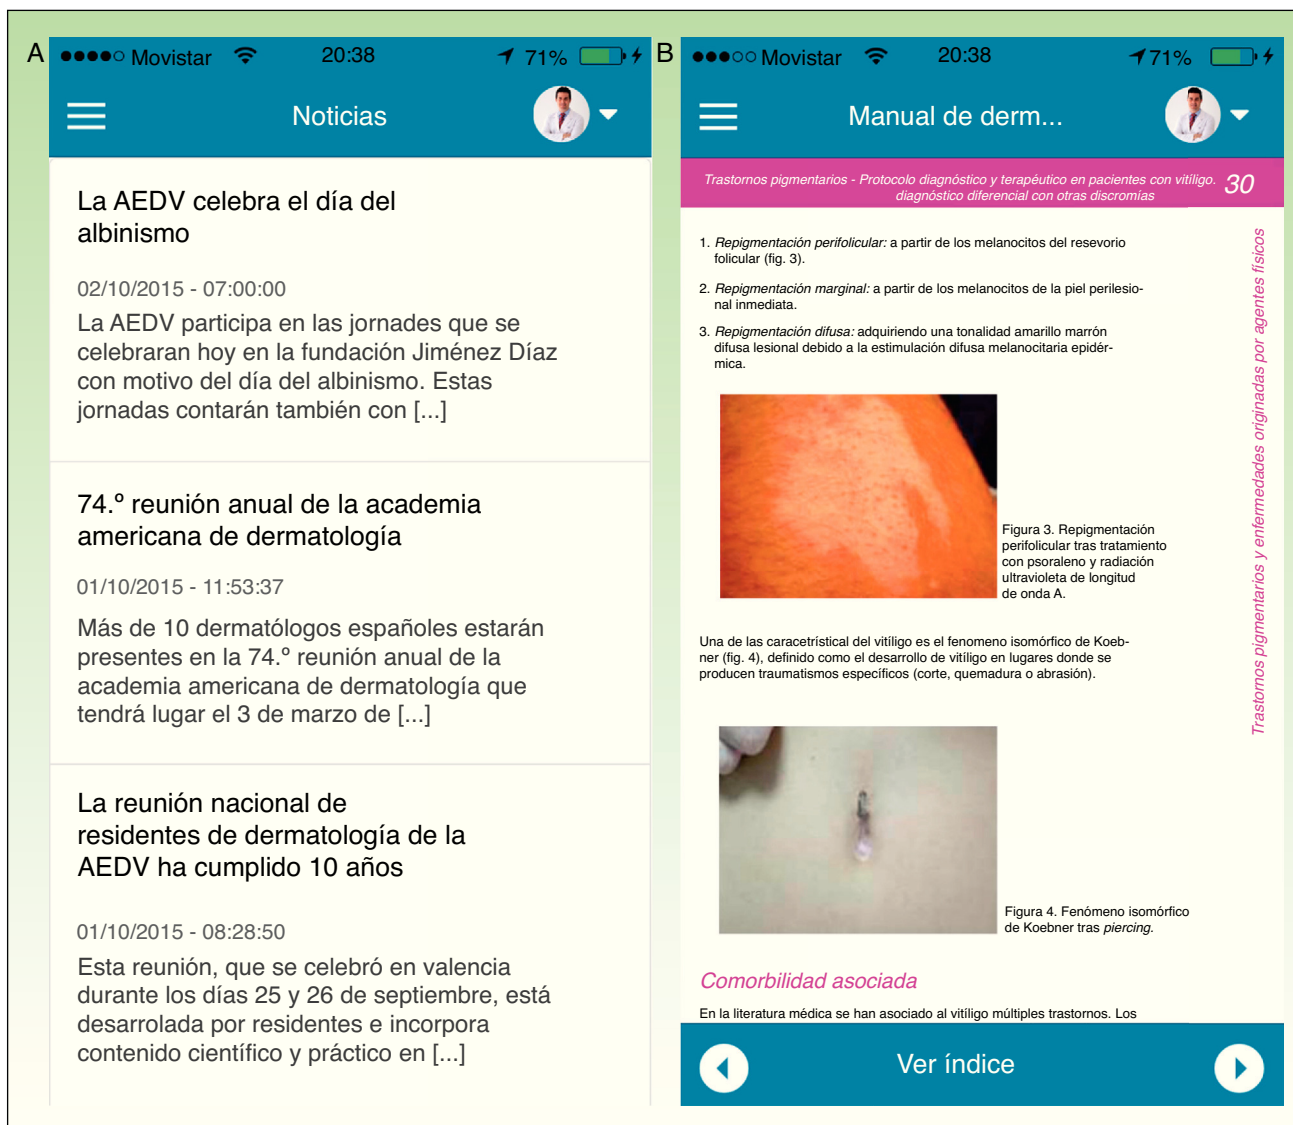 A
Movistar 20:38 71%
Noticias
La AEDV celebra el día del
albinismo
02/10/2015 - 07:00:00
La AEDV participa en las jornades que se
celebraran hoy en la fundación Jiménez Díaz
con motivo del día del albinismo. Estas
jornadas contarán también con [...]
74.º reunión anual de la academia
americana de dermatología
01/10/2015 - 11:53:37
Más de 10 dermatólogos españoles estarán
presentes en la 74.º reunión anual de la
academia americana de dermatología que
tendrá lugar el 3 de marzo de [...]
La reunión nacional de
residentes de dermatología de la
AEDV ha cumplido 10 años
01/10/2015 - 08:28:50
Esta reunión, que se celebró en valencia
durante los días 25 y 26 de septiembre, está
desarrolada por residentes e incorpora
contenido científico y práctico en [...]
B
Movistar 20:38 71%
Manual de derm...
Trastornos pigmentarios - Protocolo diagnóstico y terapéutico en pacientes con vitíligo. 30
diagnóstico diferencial con otras discromías
1. Repigmentación perifolicular: a partir de los melanocitos del resevorio
folicular (fig. 3).
2. Repigmentación marginal: a partir de los melanocitos de la piel perilesio-
nal inmediata.
3. Repigmentación difusa: adquiriendo una tonalidad amarillo marrón
difusa lesional debido a la estimulación difusa melanocitaria epidér-
mica.
Figura 3. Repigmentación
perifolicular tras tratamiento
con psoraleno y radiación
ultravioleta de longitud
de onda A.
Una de las caracetrístical del vitíligo es el fenomeno isomórfico de Koeb-
ner (fig. 4), definido como el desarrollo de vitíligo en lugares donde se
producen traumatismos específicos (corte, quemadura o abrasión).
Figura 4. Fenómeno isomórfico
de Koebner tras piercing.
Comorbilidad asociada
En la literatura médica se han asociado al vitíligo múltiples trastornos. Los
Trastornos pigmentarios y enfermedades originadas por agentes físicos
Ver índice